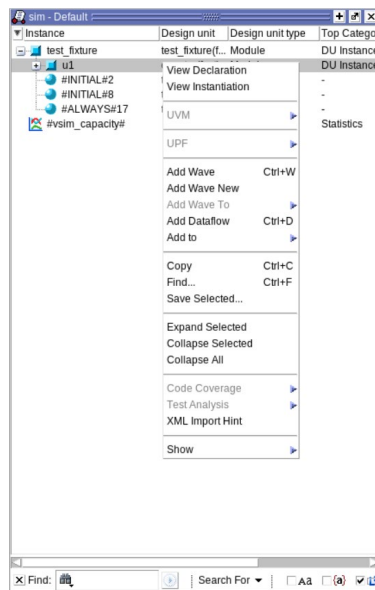 sim - Default
Instance Design unit Design unit type Top Catego
test_fixture test_fixture(f... Module DU Instance
u1 DU Instance
#INITIAL#2 -
#INITIAL#8 -
#ALWAYS#17 -
#vsim_capacity# Statistics
View Declaration
View Instantiation
UVM
UPF
Add Wave Ctrl+W
Add Wave New
Add Wave To
Add Dataflow Ctrl+D
Add to
Copy Ctrl+C
Find... Ctrl+F
Save Selected...
Expand Selected
Collapse Selected
Collapse All
Code Coverage
Test Analysis
XML Import Hint
Show
Find: Search For Aa {a}